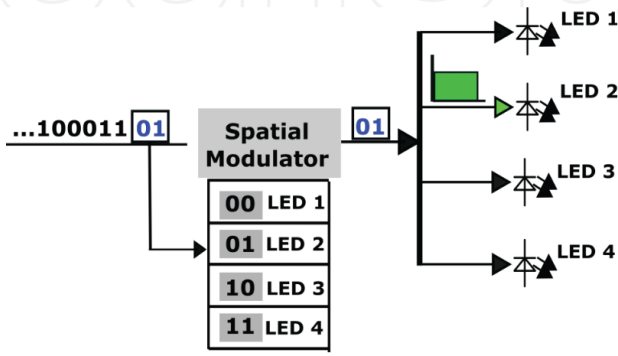 ...100011 01
Spatial
Modulator
01
00 LED 1
01 LED 2
10 LED 3
11 LED 4
LED 1
LED 2
LED 3
LED 4